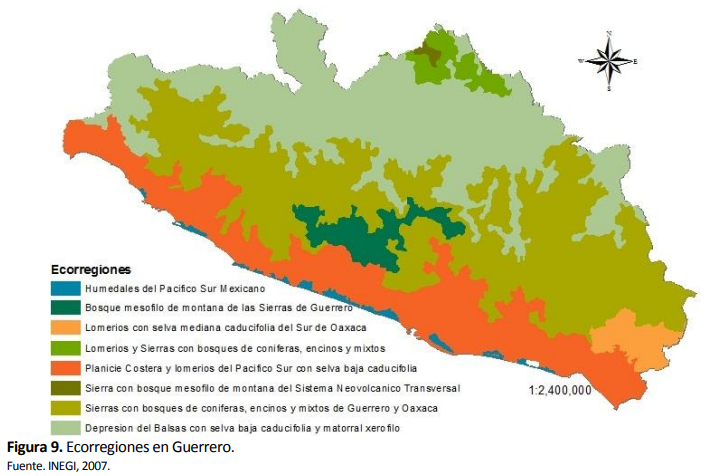 N
W E
S
Ecorregiones
Humedales del Pacifico Sur Mexicano
Bosque mesofilo de montana de las Sierras de Guerrero
Lomerios con selva mediana caducifolia del Sur de Oaxaca
Lomerios y Sierras con bosques de coniferas, encinos y mixtos
Planicie Costera y lomerios del Pacifico Sur con selva baja caducifolia
Sierra con bosque mesofilo de montana del Sistema Neovolcanico Transversal
1:2,400,000
Sierras con bosques de coniferas, encinos y mixtos de Guerrero y Oaxaca
Depresion del Balsas con selva baja caducifolia y matorral xerofilo
Figura 9. Ecorregiones en Guerrero.
Fuente. INEGI, 2007.